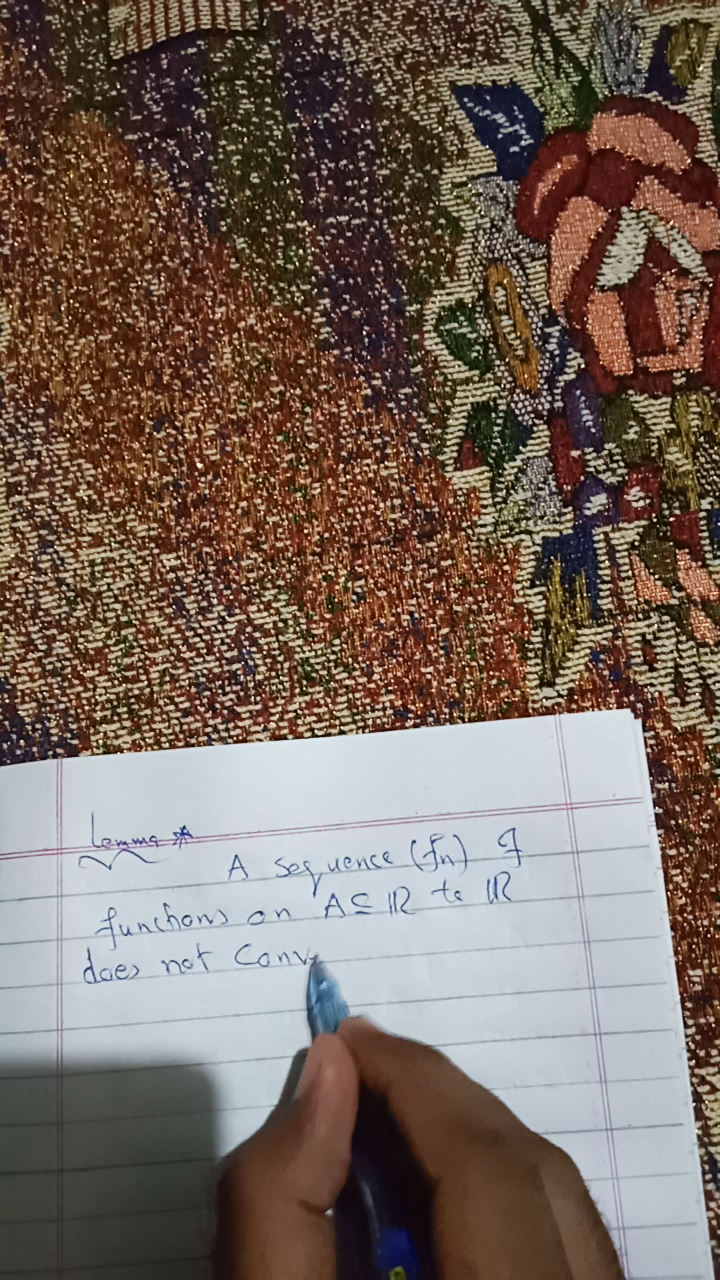 Lemma *
A sequence (fn) of
functions on A ⊆ ℝ to ℝ
does not Conv